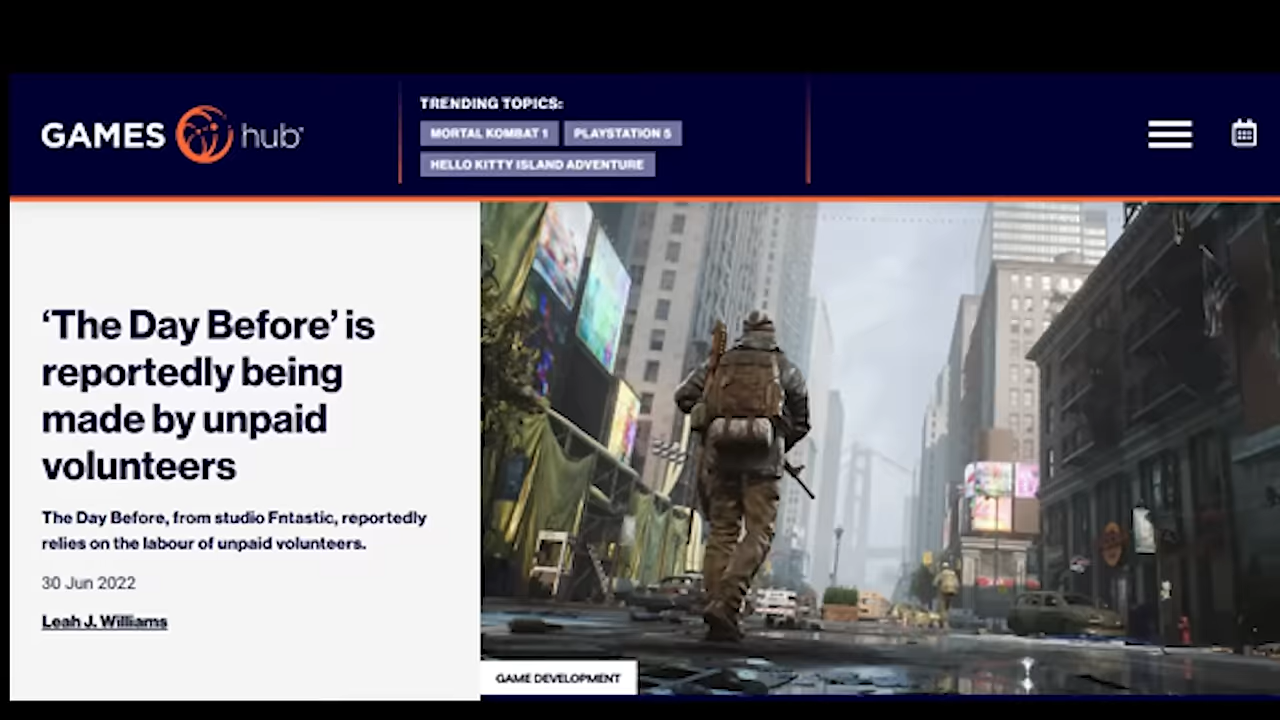 GAMES hub
TRENDING TOPICS:
MORTAL KOMBAT 1 PLAYSTATION 5
HELLO KITTY ISLAND ADVENTURE
‘The Day Before’ is
reportedly being
made by unpaid
volunteers
The Day Before, from studio Fntastic, reportedly
relies on the labour of unpaid volunteers.
30 Jun 2022
Leah J. Williams
GAME DEVELOPMENT